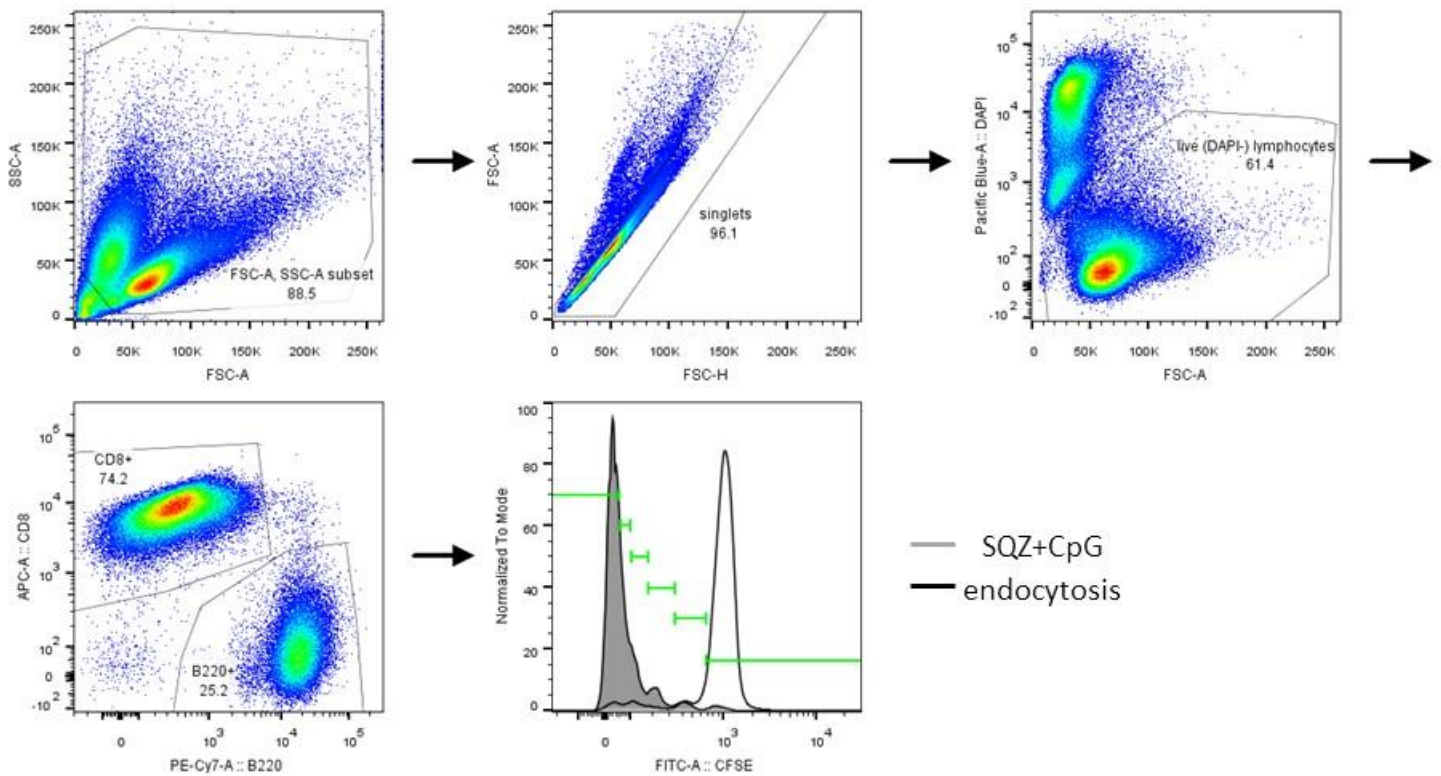 SSC-A
250K
200K
150K
100K
50K
0
FSC-A, SSC-A subset
88.5
0 50K 100K 150K 200K 250K
FSC-A
FSC-A
250K
200K
150K
100K
50K
0
singlets
96.1
0 50K 100K 150K 200K 250K
FSC-H
Pacific Blue-A :: DAPI
10^5
10^4
10^3
10^2
0
-10^2
live (DAPI-) lymphocytes
61.4
0 50K 100K 150K 200K 250K
FSC-A
APC-A :: CD8
10^5
10^4
10^3
10^2
0
-10^2
CD8+
74.2
B220+
25.2
0 10^3 10^4 10^5
PE-Cy7-A :: B220
Normalized To Mode
100
80
60
40
20
0
0 10^3 10^4
FITC-A :: CFSE
SQZ+CpG
endocytosis